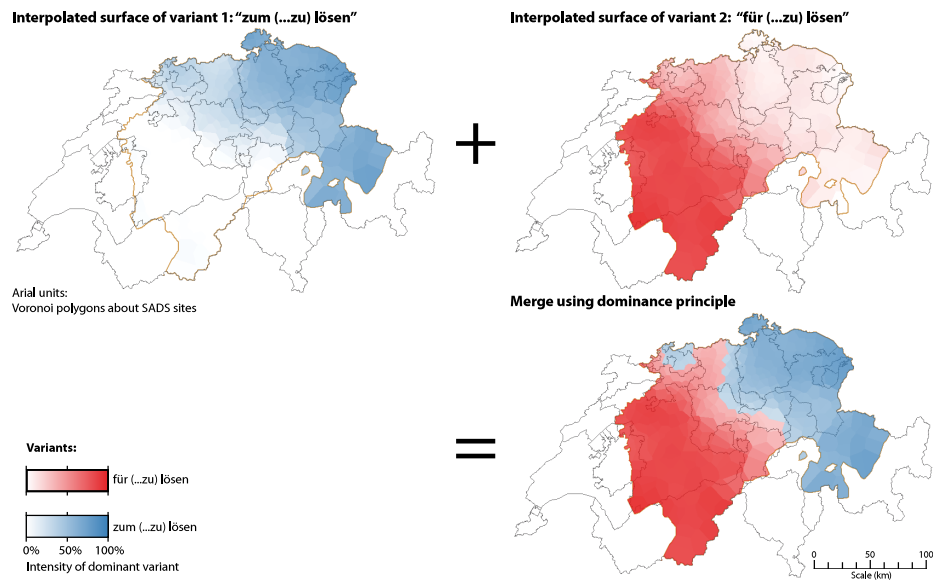 Interpolated surface of variant 1: “zum (...zu) lösen”
Interpolated surface of variant 2: “für (...zu) lösen”
+
Arial units:
Voronoi polygons about SADS sites
Merge using dominance principle
=
Variants:
für (...zu) lösen
zum (...zu) lösen
0% 50% 100%
Intensity of dominant variant
0 50 100
Scale (km)